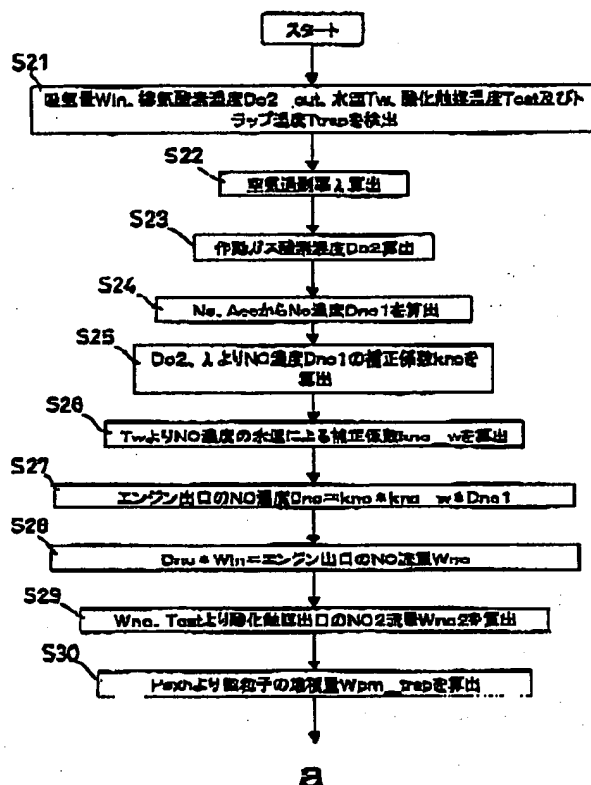 スタート
S21
吸気量Win、排気酸素濃度Do2_out、水温Tw、酸化触媒温度Tcat及びト
ラップ温度Ttrapを検出
S22
空気過剰率λ算出
S23
作動ガス酸素濃度Do2算出
S24
Ne、AccからNo濃度Dno1を算出
S25
Do2、λよりNO濃度Dno1の補正係数knoを
算出
S26
TwよりNO濃度の水温による補正係数kno_wを算出
S27
エンジン出口のNO濃度Dno=kno*kno_w*Dno1
S28
Dno*Win=エンジン出口のNO流量Wno
S29
Wno、Tcatより酸化触媒出口のNO2流量Wno2を算出
S30
Pexhより微粒子の堆積量Wpm_trapを算出
a